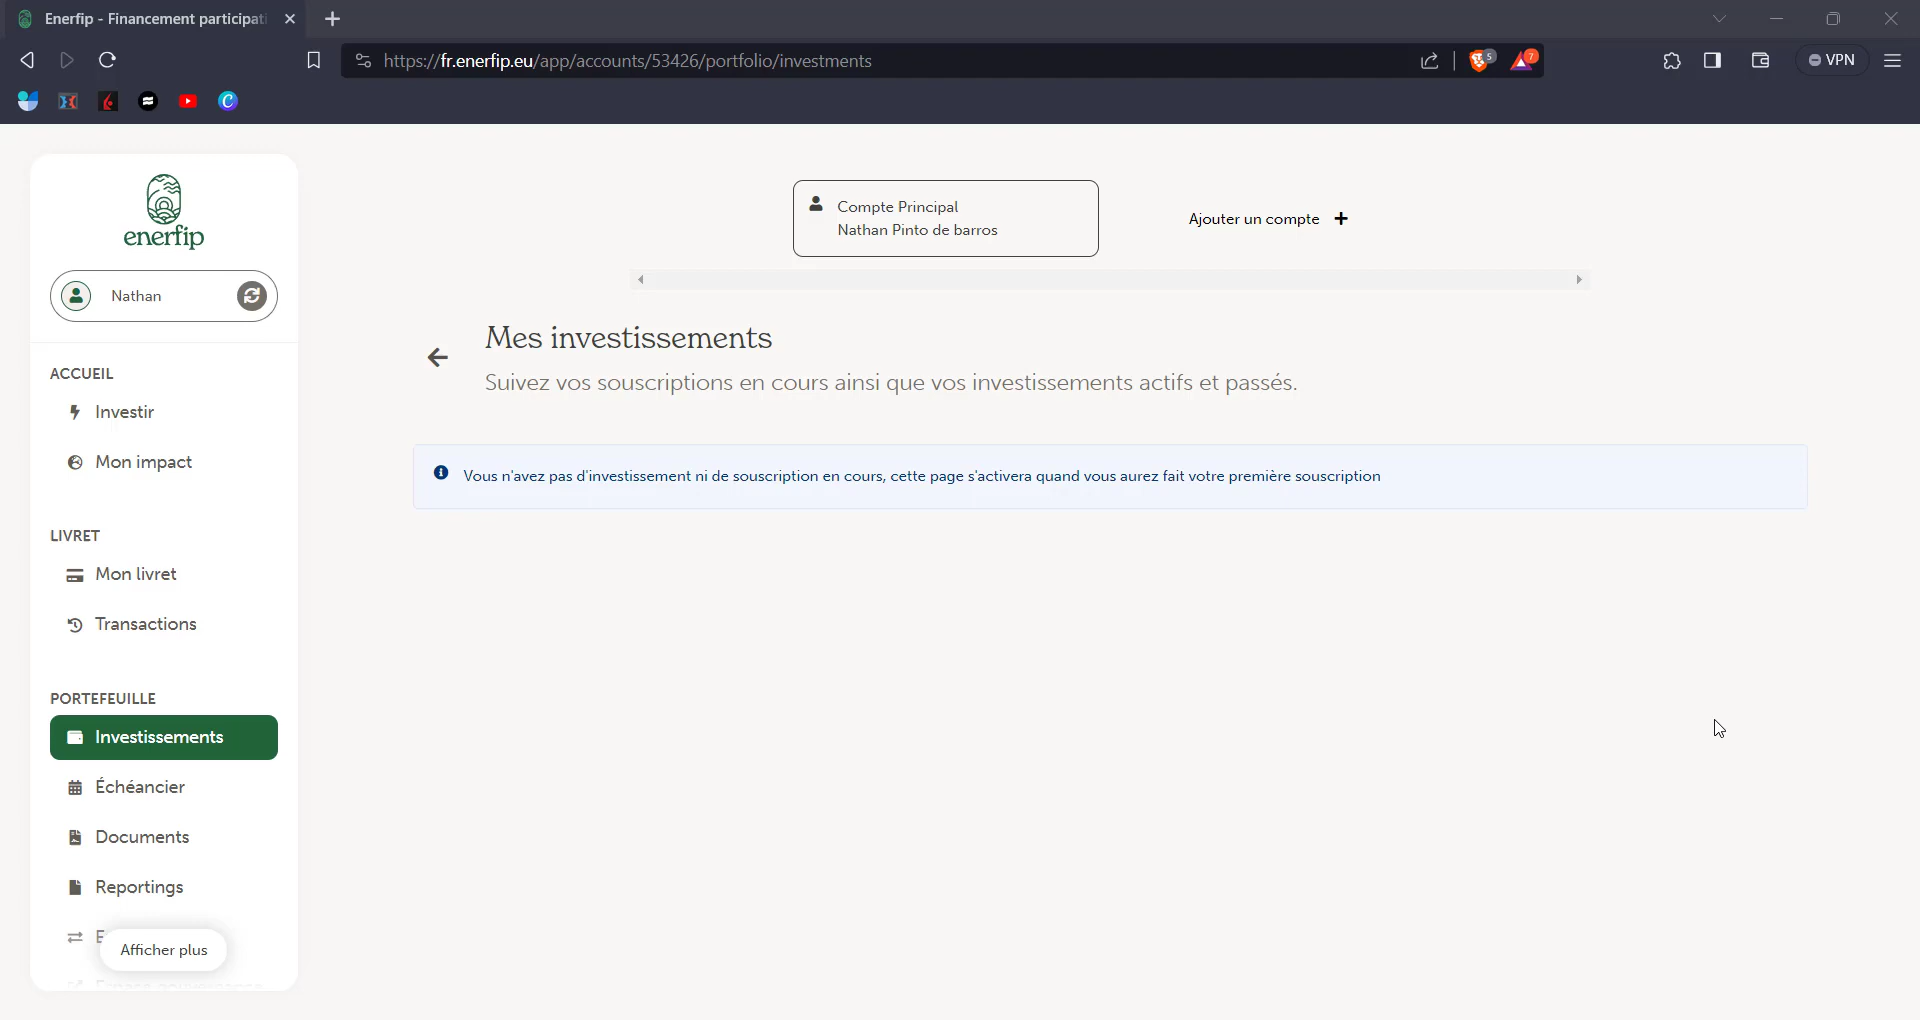 Enerfip - Financement participati
https://fr.enerfip.eu/app/accounts/53426/portfolio/investments
5
7
VPN
enerfip
Nathan
ACCUEIL
Investir
Mon impact
LIVRET
Mon livret
Transactions
PORTEFEUILLE
Investissements
Échéancier
Documents
Reportings
E
Afficher plus
Compte Principal
Nathan Pinto de barros
Ajouter un compte +
Mes investissements
Suivez vos souscriptions en cours ainsi que vos investissements actifs et passés.
Vous n'avez pas d'investissement ni de souscription en cours, cette page s'activera quand vous aurez fait votre première souscription